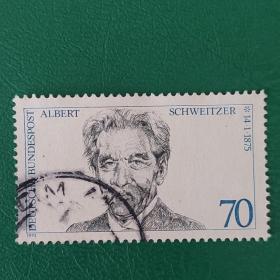 ALBERT SCHWEITZER
✲ 14·1·1875
DEUTSCHE BUNDESPOST
70